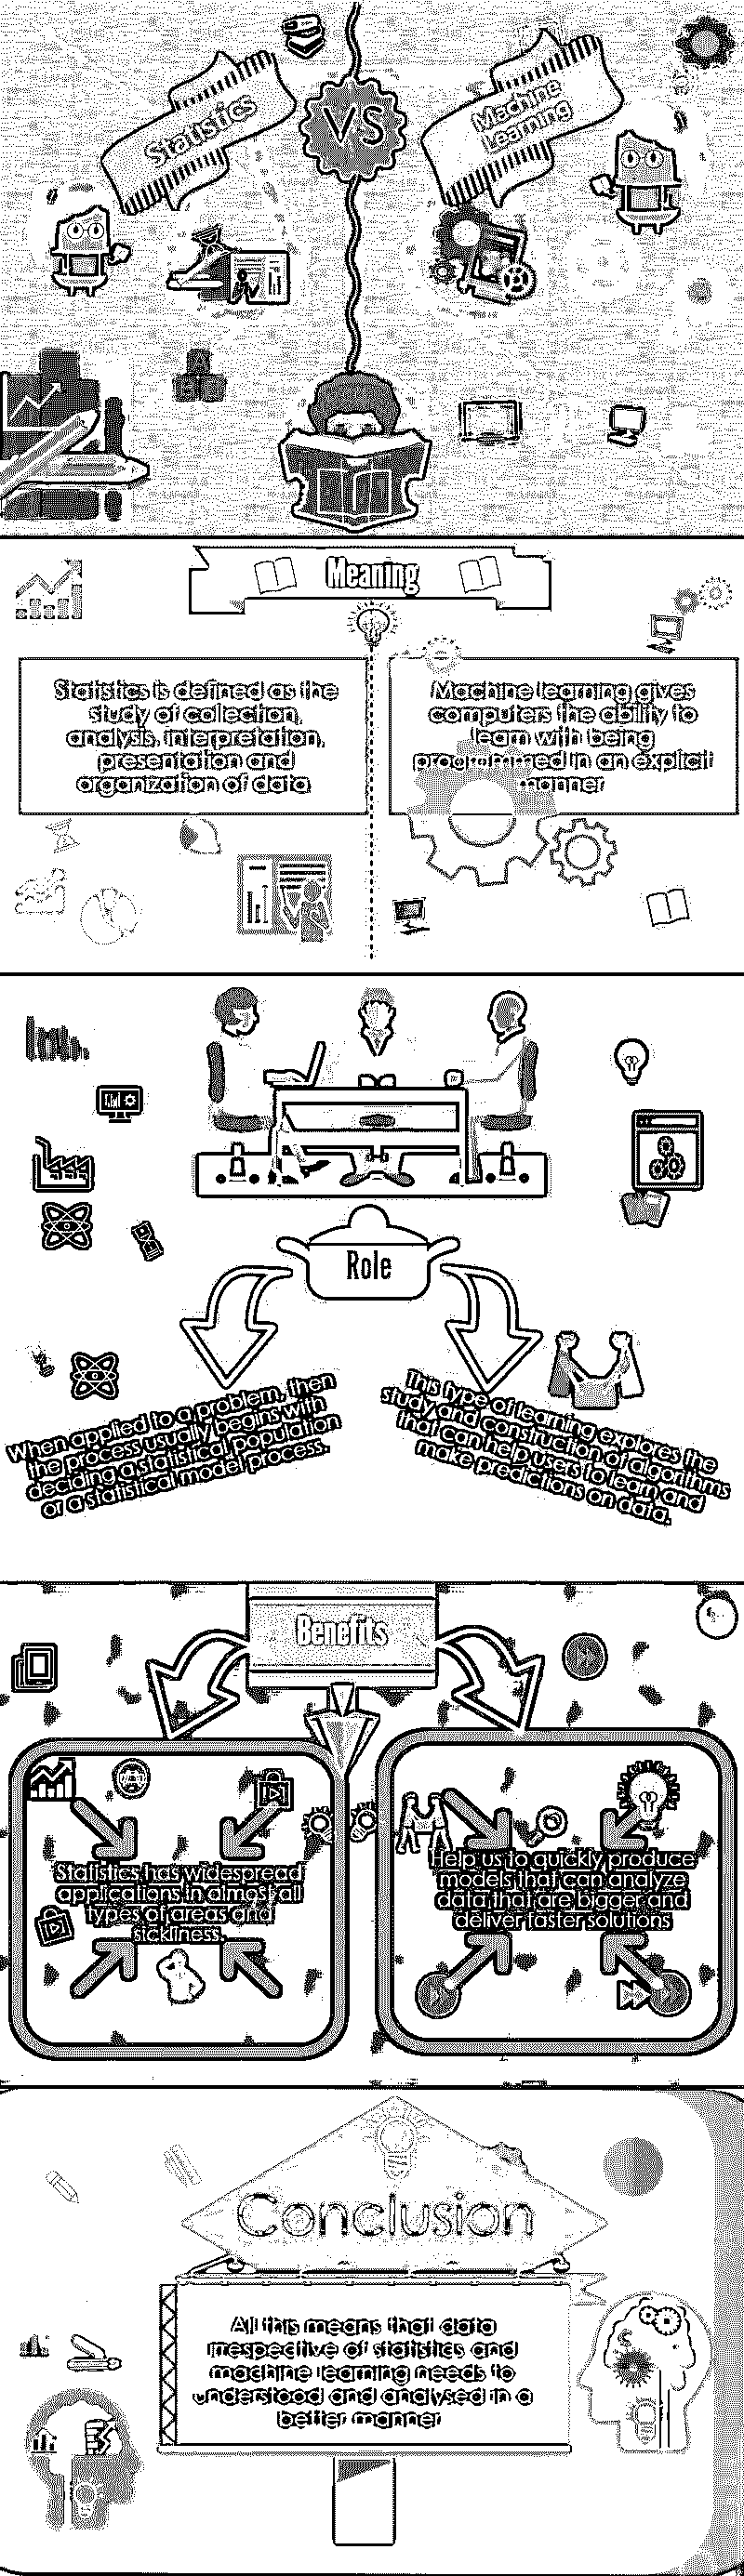 Statistics
VS
Machine
Learning
A
B C
Meaning
Statistics is defined as the
study of collection,
analysis, interpretation,
presentation and
organization of data.
Machine learning gives
computers the ability to
learn with being
programmed in an explicit
manner
Role
When applied to a problem, then
the process usually begins with
deciding a statistical population
or a statistical model process.
This type of learning explores the
study and construction of algorithms
that can help users to learn and
make predictions on data.
Benefits
Statistics has widespread
applications in almost all
types of areas and
sickliness.
Help us to quickly produce
models that can analyze
data that are bigger and
deliver faster solutions
Conclusion
All this means that data
irrespective of statistics and
machine learning needs to
understood and analysed in a
better manner